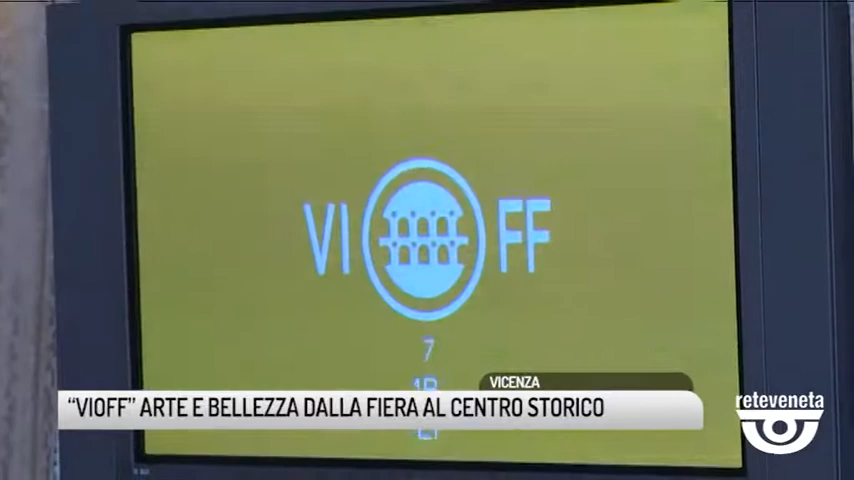 VI FF
7
VICENZA
“VIOFF” ARTE E BELLEZZA DALLA FIERA AL CENTRO STORICO
reteveneta